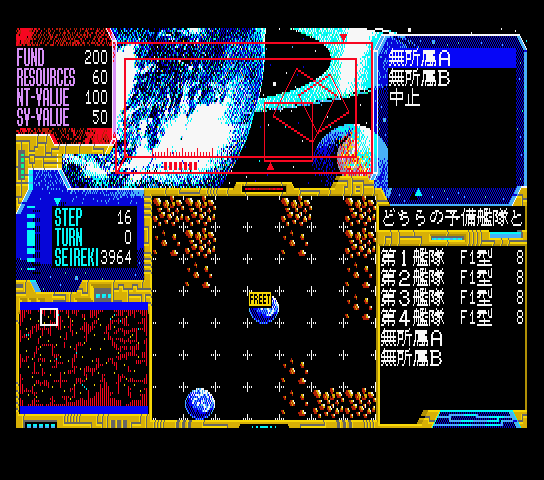 FUND 200
RESOURCES 60
NT-VALUE 100
SV-VALUE 50
無所属A
無所属B
中止
STEP 16
TURN 0
SEIREKI3964
どちらの予備艦隊と
FREET
第1艦隊 F1型 8
第2艦隊 F1型 8
第3艦隊 F1型 8
第4艦隊 F1型 8
無所属A
無所属B